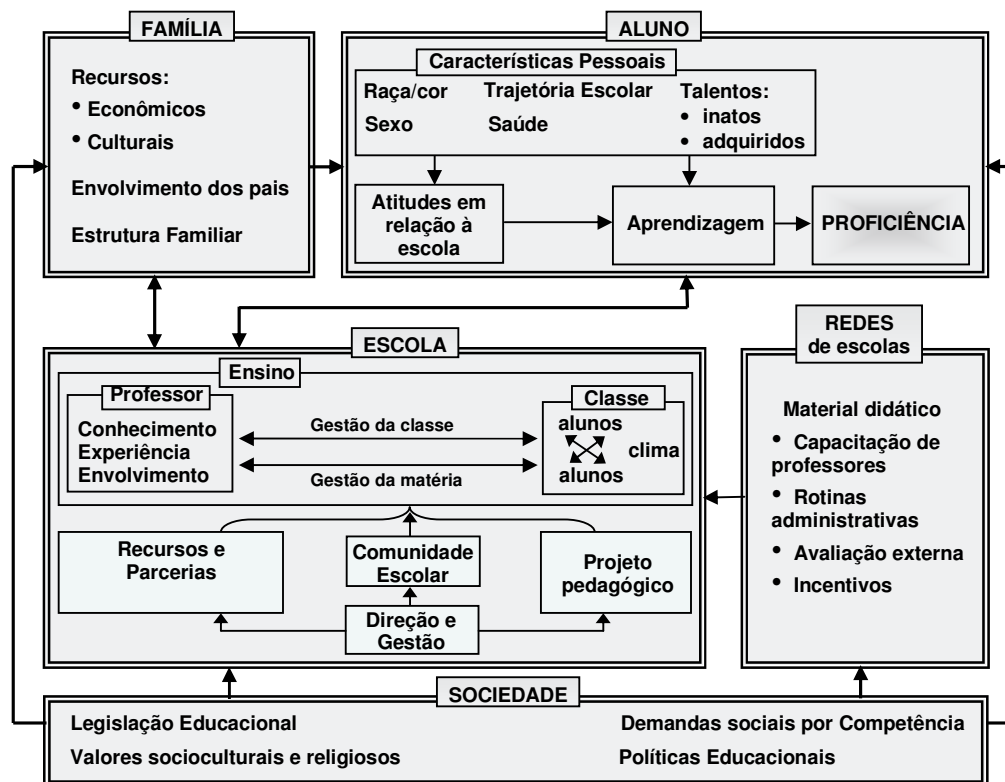 FAMÍLIA
Recursos:
• Econômicos
• Culturais
Envolvimento dos pais
Estrutura Familiar
ALUNO
Características Pessoais
Raça/cor
Trajetória Escolar
Talentos:
Sexo
Saúde
• inatos
• adquiridos
Atitudes em
relação à
escola
Aprendizagem
PROFICIÊNCIA
ESCOLA
Ensino
Professor
Conhecimento
Experiência
Envolvimento
Gestão da classe
Gestão da matéria
Classe
alunos
clima
alunos
Recursos e
Parcerias
Comunidade
Escolar
Projeto
pedagógico
Direção e
Gestão
REDES
de escolas
Material didático
• Capacitação de
professores
• Rotinas
administrativas
• Avaliação externa
• Incentivos
SOCIEDADE
Legislação Educacional
Demandas sociais por Competência
Valores socioculturais e religiosos
Políticas Educacionais